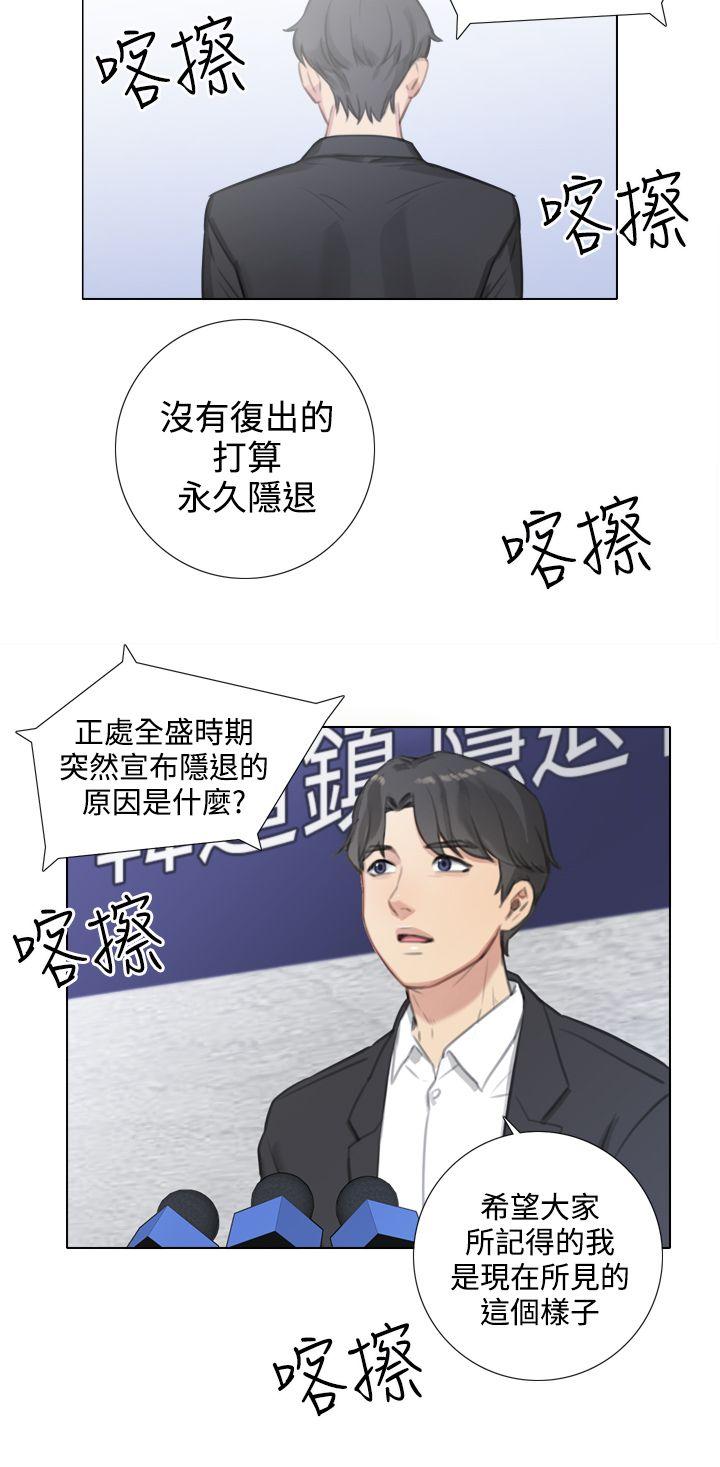 喀擦
喀擦
沒有復出的
打算
永久隱退
喀擦
正處全盛時期
突然宣布隱退的
原因是什麼?
隱退
喀擦
希望大家
所記得的我
是現在所見的
這個樣子
喀擦